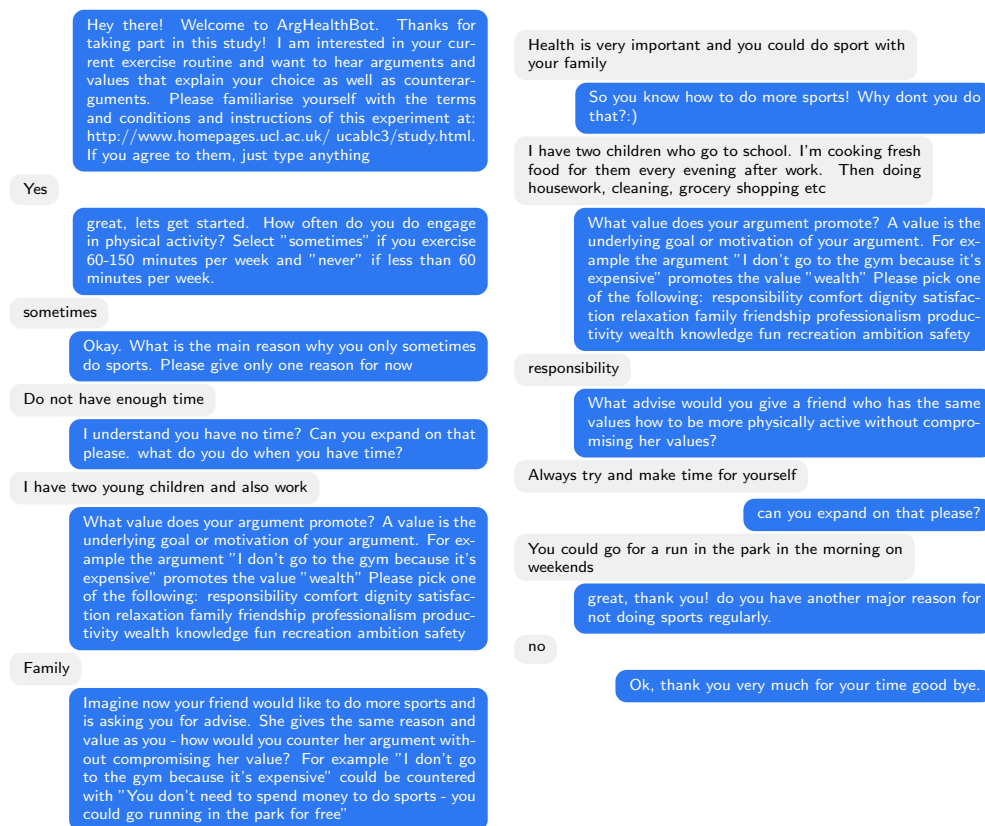 Hey there! Welcome to ArgHealthBot. Thanks for
taking part in this study! I am interested in your cur-
rent exercise routine and want to hear arguments and
values that explain your choice as well as counterar-
guments. Please familiarise yourself with the terms
and conditions and instructions of this experiment at:
http://www.homepages.ucl.ac.uk/ ucablc3/study.html.
If you agree to them, just type anything
Yes
great, lets get started. How often do you do engage
in physical activity? Select "sometimes" if you exercise
60-150 minutes per week and "never" if less than 60
minutes per week.
sometimes
Okay. What is the main reason why you only sometimes
do sports. Please give only one reason for now
Do not have enough time
I understand you have no time? Can you expand on that
please. what do you do when you have time?
I have two young children and also work
What value does your argument promote? A value is the
underlying goal or motivation of your argument. For ex-
ample the argument "I don't go to the gym because it's
expensive" promotes the value "wealth" Please pick one
of the following: responsibility comfort dignity satisfac-
tion relaxation family friendship professionalism produc-
tivity wealth knowledge fun recreation ambition safety
Family
Imagine now your friend would like to do more sports and
is asking you for advise. She gives the same reason and
value as you - how would you counter her argument with-
out compromising her value? For example "I don't go
to the gym because it's expensive" could be countered
with "You don't need to spend money to do sports - you
could go running in the park for free"
Health is very important and you could do sport with
your family
So you know how to do more sports! Why dont you do
that?:)
I have two children who go to school. I'm cooking fresh
food for them every evening after work. Then doing
housework, cleaning, grocery shopping etc
What value does your argument promote? A value is the
underlying goal or motivation of your argument. For ex-
ample the argument "I don't go to the gym because it's
expensive" promotes the value "wealth" Please pick one
of the following: responsibility comfort dignity satisfac-
tion relaxation family friendship professionalism produc-
tivity wealth knowledge fun recreation ambition safety
responsibility
What advise would you give a friend who has the same
values how to be more physically active without compro-
mising her values?
Always try and make time for yourself
can you expand on that please?
You could go for a run in the park in the morning on
weekends
great, thank you! do you have another major reason for
not doing sports regularly.
no
Ok, thank you very much for your time good bye.